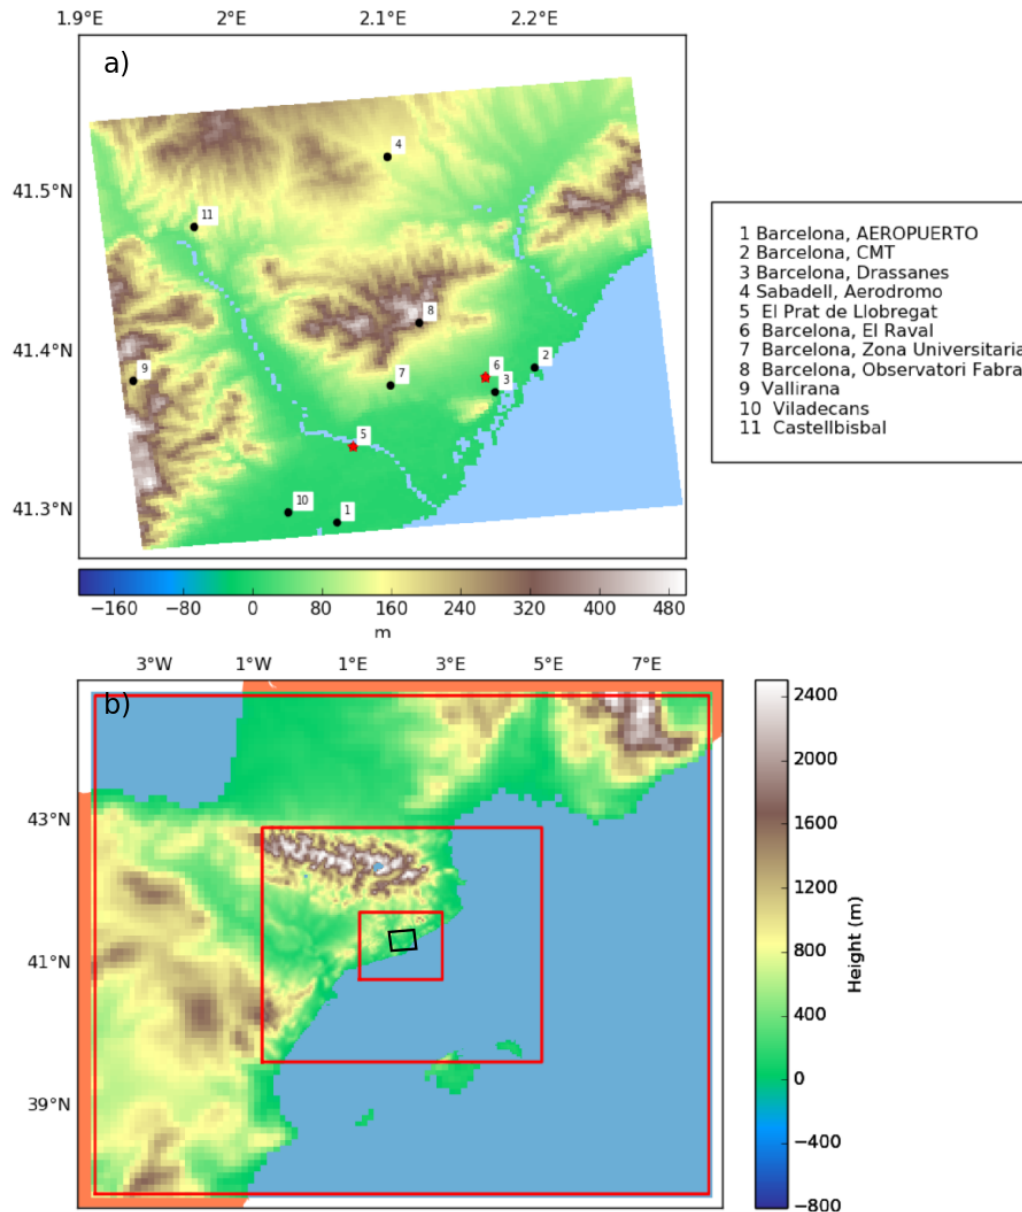 1.9°E 2°E 2.1°E 2.2°E
a)
4
41.5°N
11
1 Barcelona, AEROPUERTO
2 Barcelona, CMT
3 Barcelona, Drassanes
4 Sabadell, Aerodromo
5 El Prat de Llobregat
6 Barcelona, El Raval
7 Barcelona, Zona Universitaria
8 Barcelona, Observatori Fabra
9 Vallirana
10 Viladecans
11 Castellbisbal
8
41.4°N
2
6
9
7
3
5
10
1
41.3°N
−160 −80 0 80 160 240 320 400 480
m
3°W 1°W 1°E 3°E 5°E 7°E
b)
2400
2000
43°N
1600
1200
800
41°N
Height (m)
400
0
39°N
−400
−800